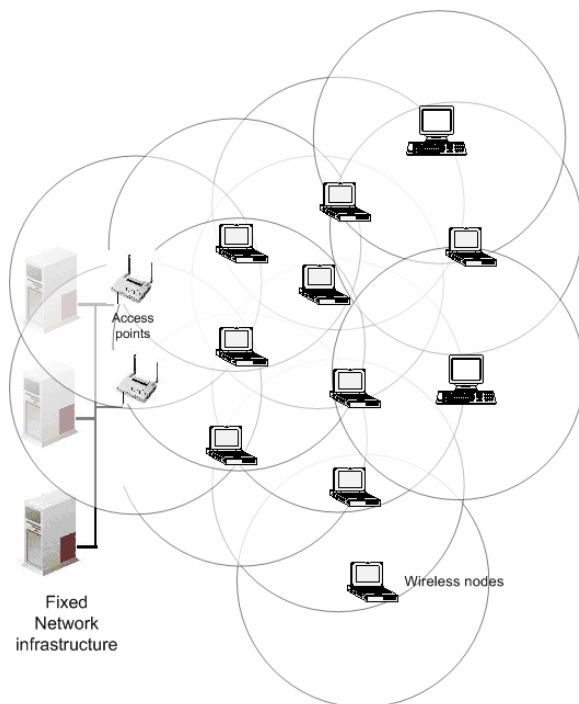 Access
points
Wireless nodes
Fixed
Network
infrastructure